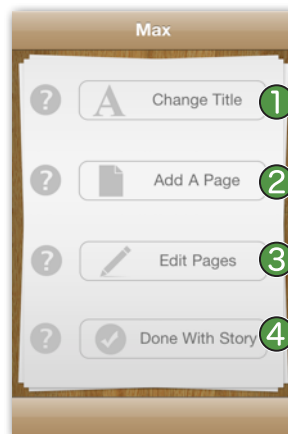 Max
? A Change Title 1
? Add A Page 2
? Edit Pages 3
? Done With Story 4